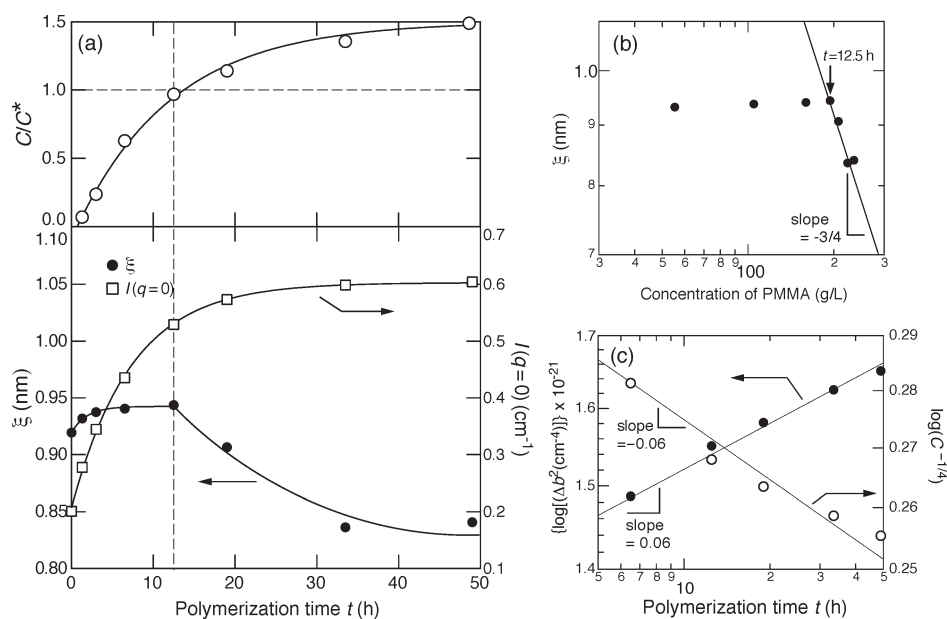 (a)
C/C*
1.5
1.0
0.5
0.0
ξ (nm)
1.10
1.05
1.00
0.95
0.90
0.85
0.80
● ξ
□ I(q=0)
0.7
0.6
0.5
0.4
0.3
0.2
0.1
I(q=0) (cm⁻¹)
0 10 20 30 40 50
Polymerization time t (h)
(b)
t=12.5 h
ξ (nm)
1.0
9
8
7
slope
= -3/4
3 4 5 6 7 8 9 100 2 3
Concentration of PMMA (g/L)
(c)
{log[(Δb²(cm⁻⁴)]} x 10⁻²¹
1.7
1.6
1.5
1.4
slope
=−0.06
slope
= 0.06
0.29
0.28
0.27
0.26
0.25
log(C⁻¹/⁴)
5 6 7 8 9 10 2 3 4 5
Polymerization time t (h)